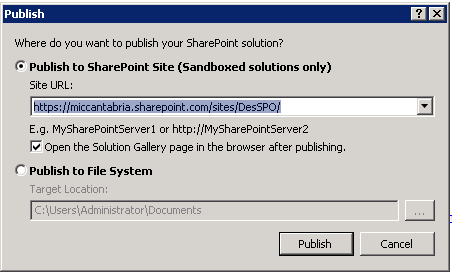 Publish
Where do you want to publish your SharePoint solution?
Publish to SharePoint Site (Sandboxed solutions only)
Site URL:
https://miccantabria.sharepoint.com/sites/DesSPO/
E.g. MySharePointServer1 or http://MySharePointServer2
Open the Solution Gallery page in the browser after publishing.
Publish to File System
Target Location:
C:\Users\Administrator\Documents
...
Publish Cancel